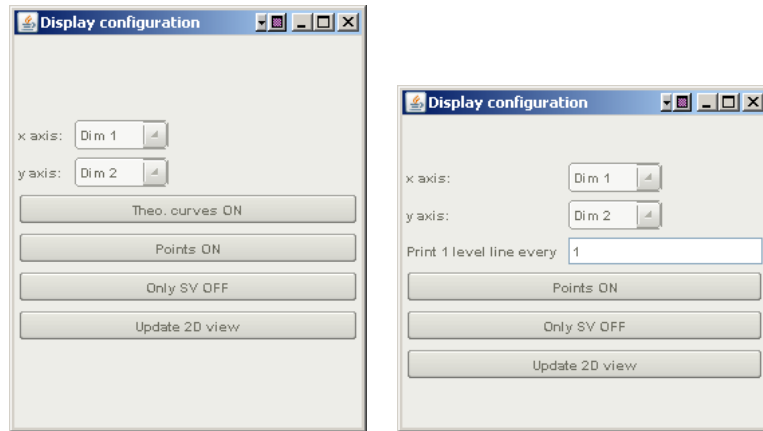 Display configuration
x axis: Dim 1
y axis: Dim 2
Theo. curves ON
Points ON
Only SV OFF
Update 2D view
Display configuration
x axis: Dim 1
y axis: Dim 2
Print 1 level line every 1
Points ON
Only SV OFF
Update 2D view